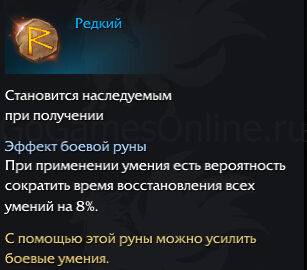 Редкий
Становится наследуемым
при получении
Эффект боевой руны
При применении умения есть вероятность
сократить время восстановления всех
умений на 8%.
С помощью этой руны можно усилить
боевые умения.